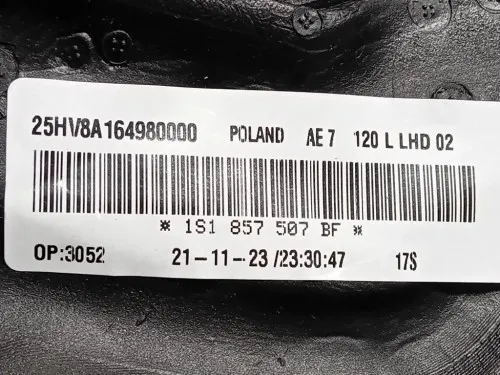 25HV8A164980000 POLAND AE 7 120 L LHD 02
* 1S1 857 507 BF *
OP:3052 21-11-23 /23:30:47 17S